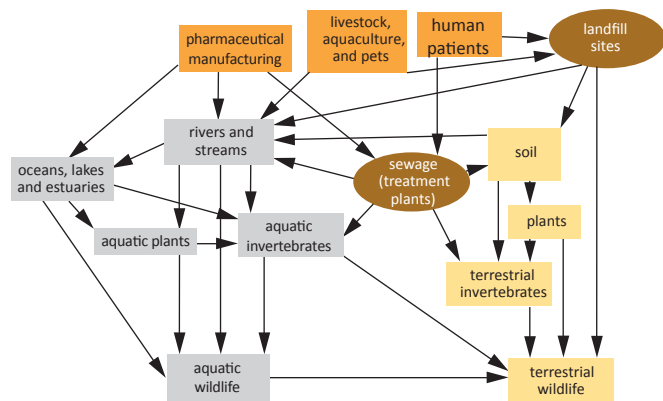 pharmaceutical
manufacturing
livestock,
aquaculture,
and pets
human
patients
landfill
sites
rivers and
streams
oceans, lakes
and estuaries
sewage
(treatment
plants)
soil
plants
aquatic plants
aquatic
invertebrates
terrestrial
invertebrates
aquatic
wildlife
terrestrial
wildlife